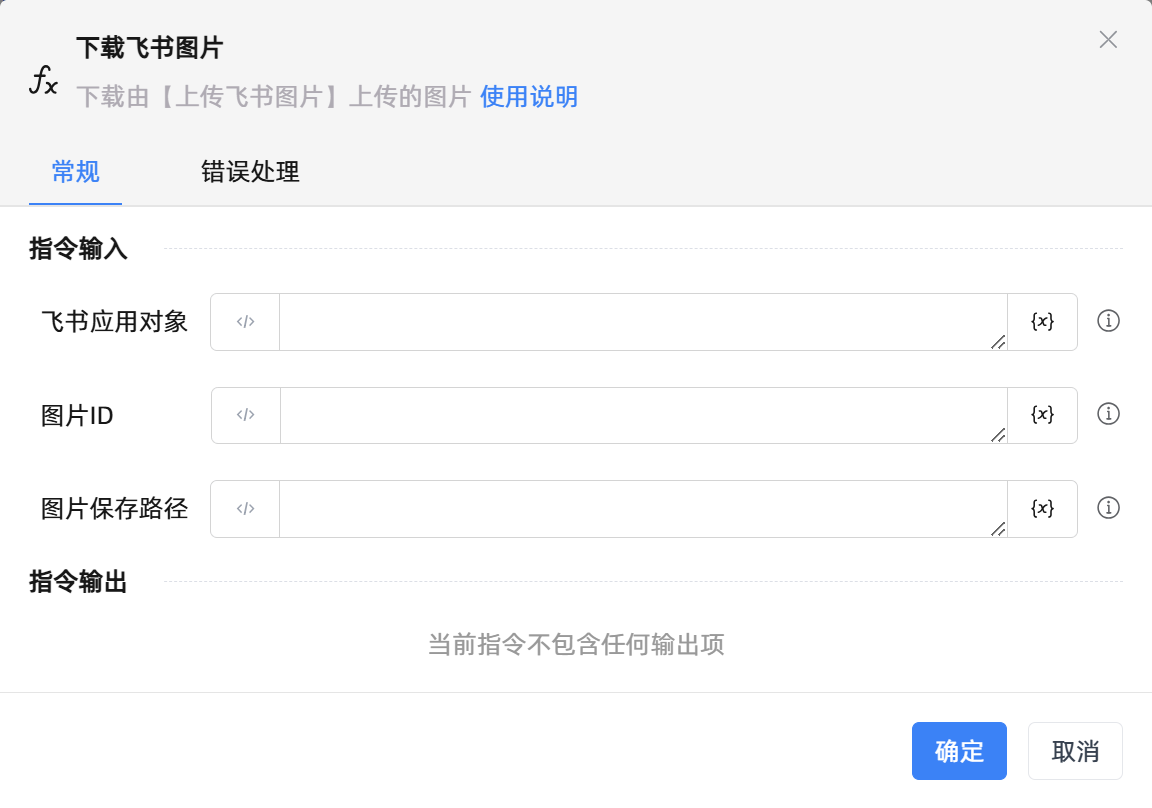 下载飞书图片
fx
下载由【上传飞书图片】上传的图片 使用说明
常规 错误处理
指令输入
飞书应用对象 </> {x}
图片ID </> {x}
图片保存路径 </> {x}
指令输出
当前指令不包含任何输出项
确定 取消